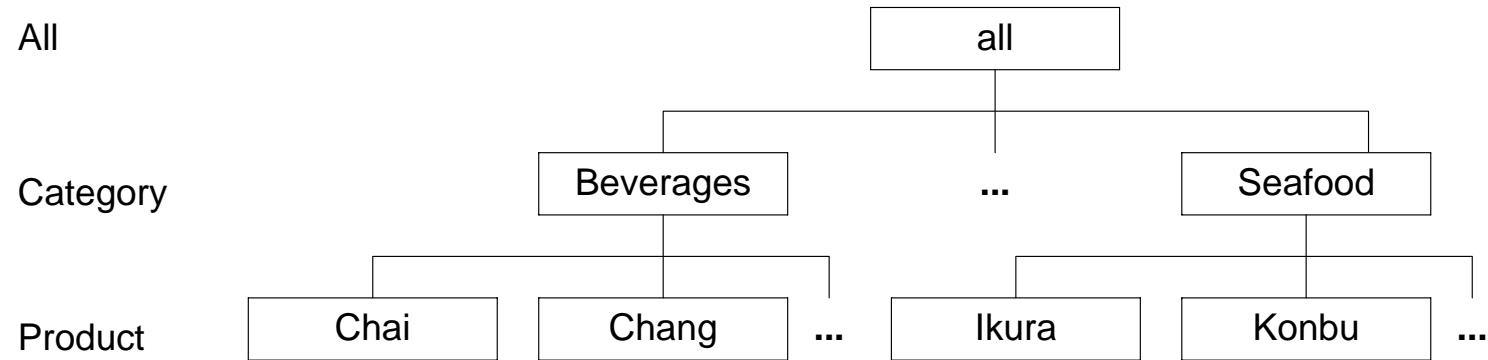 All all
Category Beverages ... Seafood
Product Chai Chang ... Ikura Konbu ...